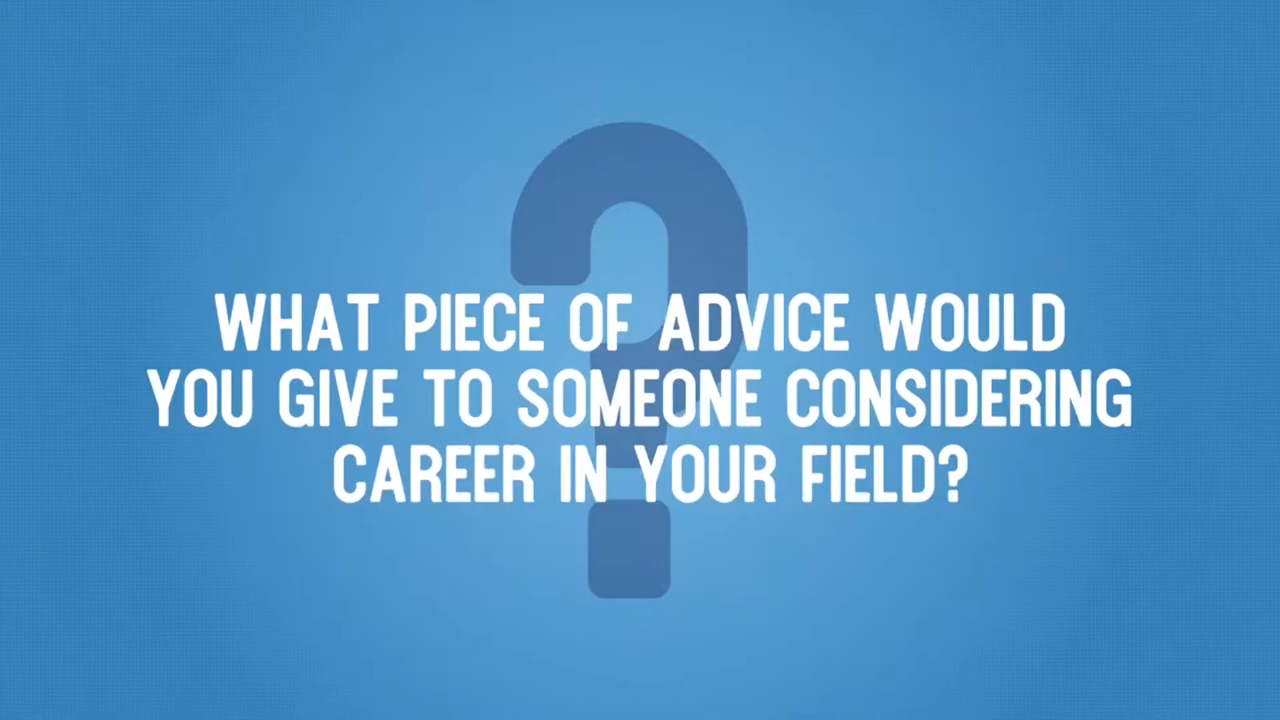 WHAT PIECE OF ADVICE WOULD
YOU GIVE TO SOMEONE CONSIDERING
CAREER IN YOUR FIELD?